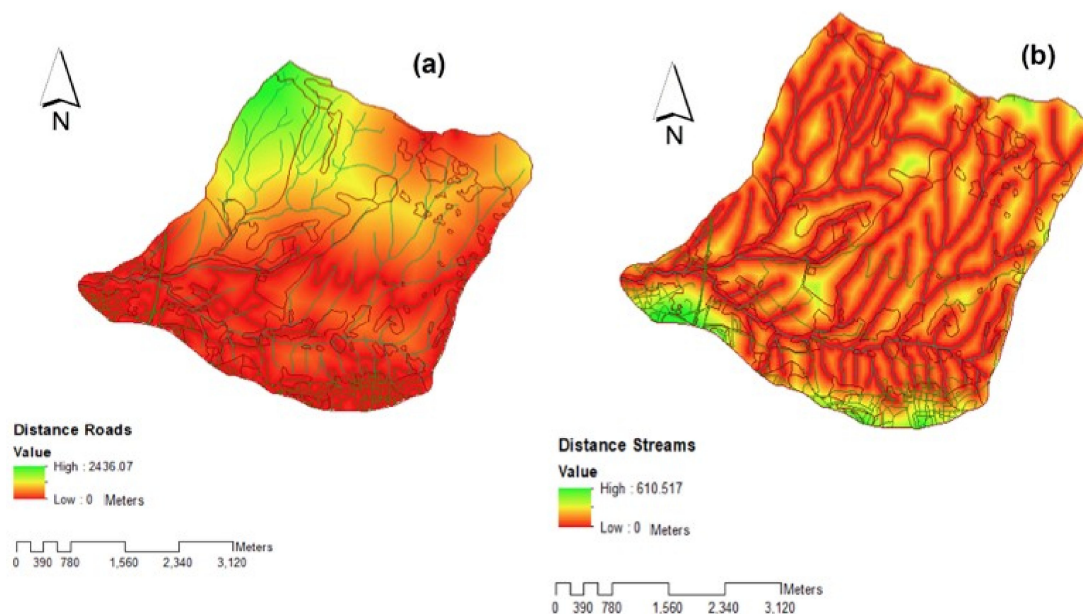 (a)
N
Distance Roads
Value
High : 2436.07
Low : 0 Meters
Meters
0 390 780 1,560 2,340 3,120
(b)
N
Distance Streams
Value
High : 610.517
Low : 0 Meters
Meters
0 390 780 1,560 2,340 3,120